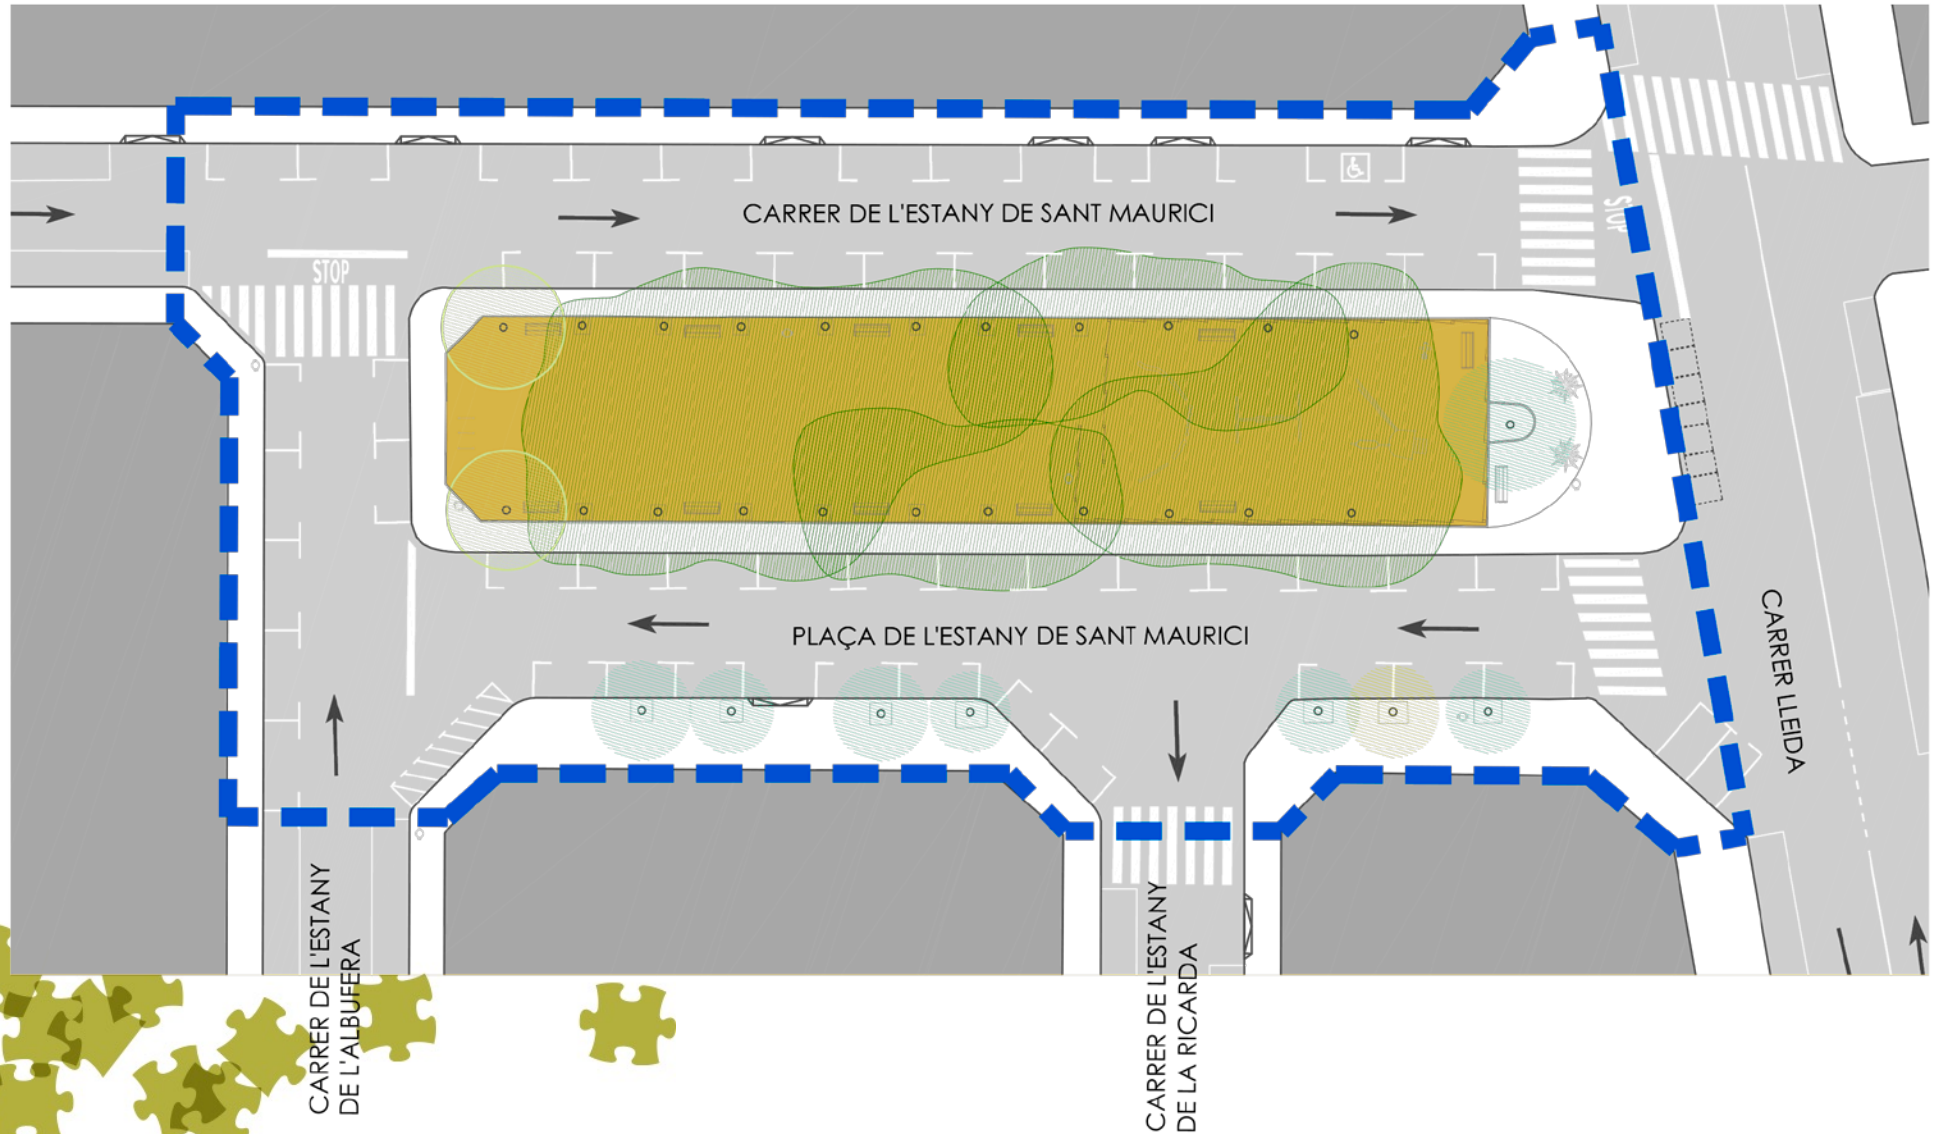 CARRER DE L'ESTANY DE SANT MAURICI
STOP
STOP
PLAÇA DE L'ESTANY DE SANT MAURICI
CARRER LLEIDA
CARRER DE L'ESTANY
DE L'ALBUFERA
CARRER DE L'ESTANY
DE LA RICARDA